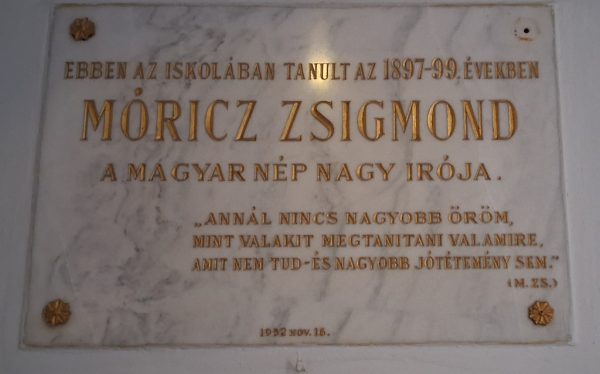 EBBEN AZ ISKOLÁBAN TANULT AZ 1897-99. ÉVEKBEN
MÓRICZ ZSIGMOND
A MAGYAR NÉP NAGY IRÓJA.
„ANNÁL NINCS NAGYOBB ÖRÖM,
MINT VALAKIT MEGTANITANI VALAMIRE,
AMIT NEM TUD-ÉS NAGYOBB JÓTÉTEMÉNY SEM."
(M. ZS.)
1952 NOV. 16.